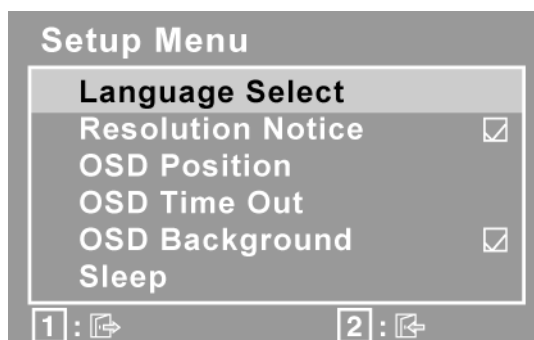 Setup Menu
Language Select
Resolution Notice
OSD Position
OSD Time Out
OSD Background
Sleep
1 : 2 :